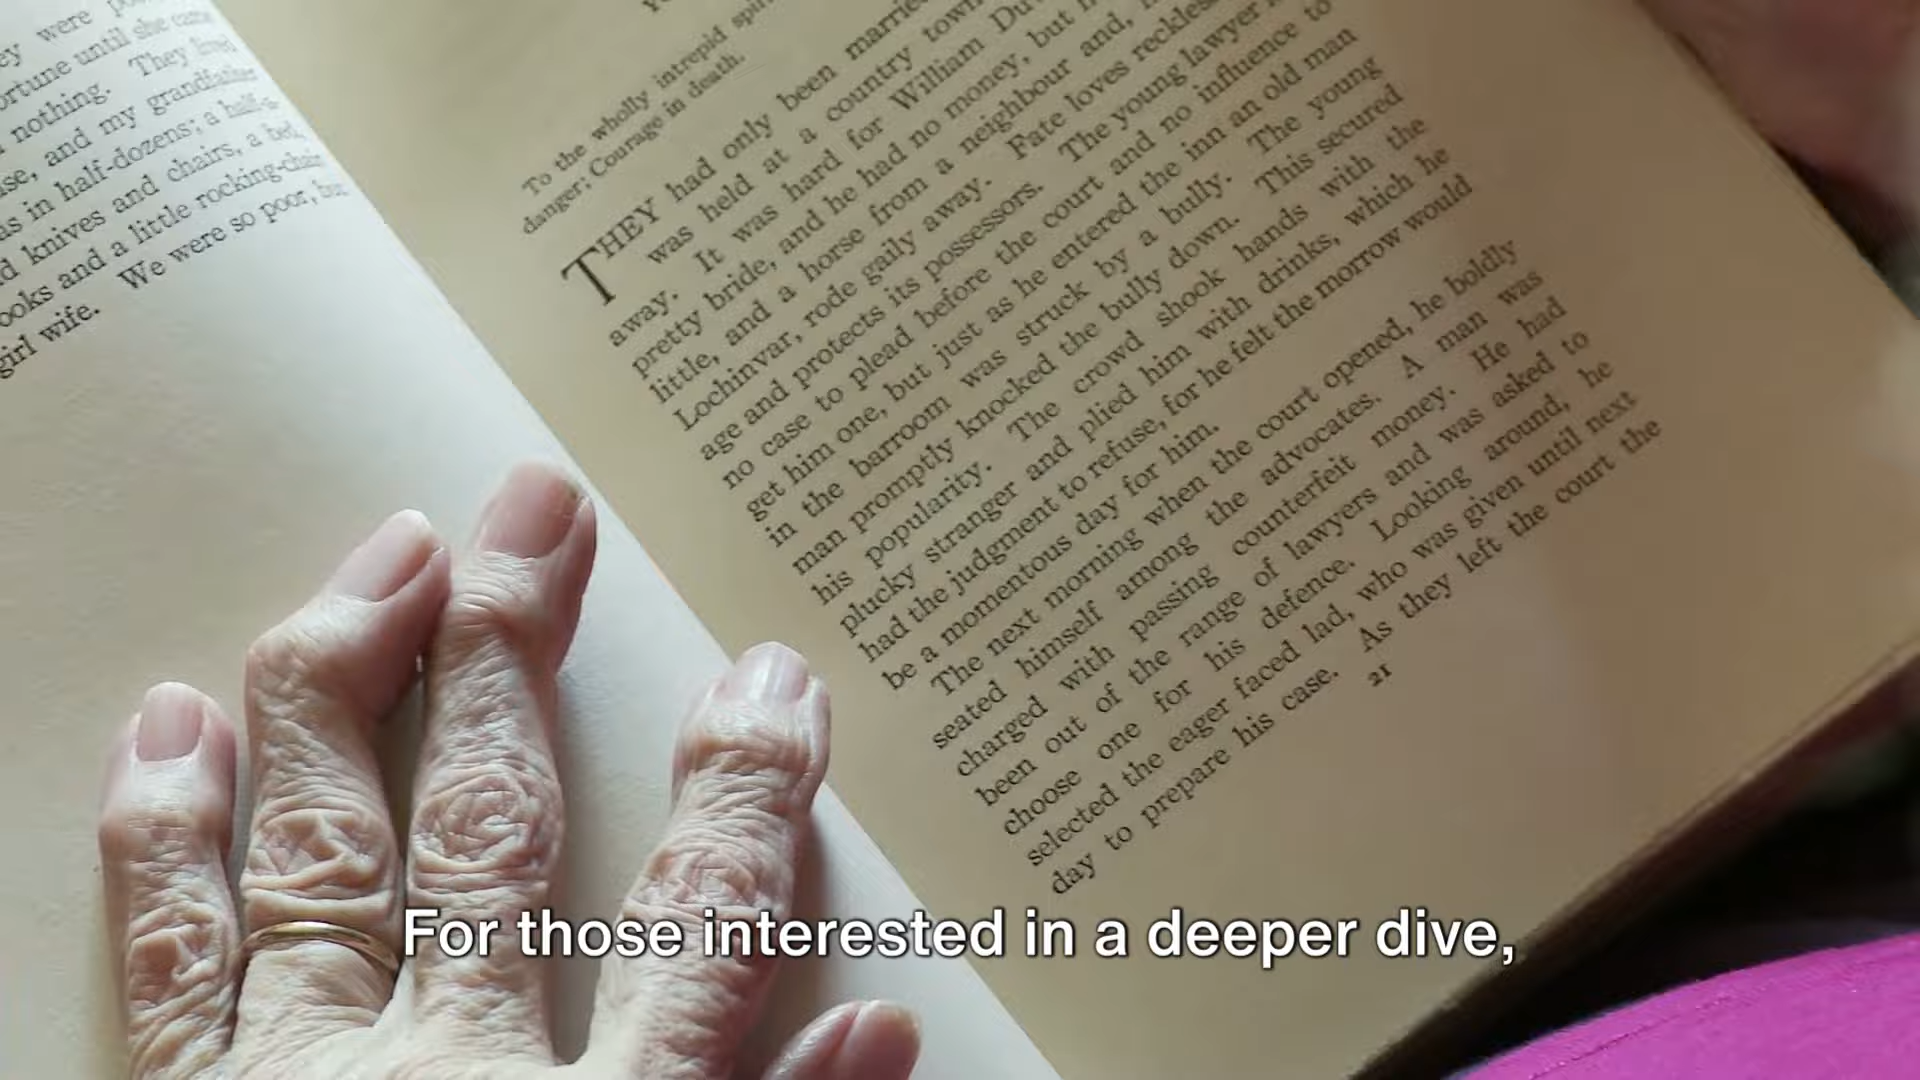 ey were
ortune until she came
nothing. They lived
se, and my grandfather
as in half-dozens; a half-
d knives and chairs, a bed,
ooks and a little rocking-chair
We were so poor, but
girl wife.
To the wholly intrepid
danger: Courage in death.
THEY had only been married
was held at a country town
away. It was hard for William
pretty bride, and he had no money, but
little, and a horse from a neighbour and,
Lochinvar, rode gaily away. Fate loves reckless
age and protects its possessors. The young lawyer
no case to plead before the court and no influence to
get him one, but just as he entered the inn an old man
in the barroom was struck by a bully. The young
man promptly knocked the bully down. This secured
his popularity. The crowd shook hands with the
plucky stranger and plied him with drinks, which he
had the judgment to refuse, for he felt the morrow would
be a momentous day for him.
The next morning when the court opened, he boldly
seated himself among the advocates. A man was
charged with passing counterfeit money. He had
been out of the range of lawyers and was asked to
choose one for his defence. Looking around, he
selected the eager faced lad, who was given until next
day to prepare his case. As they left the court the
21
For those interested in a deeper dive,